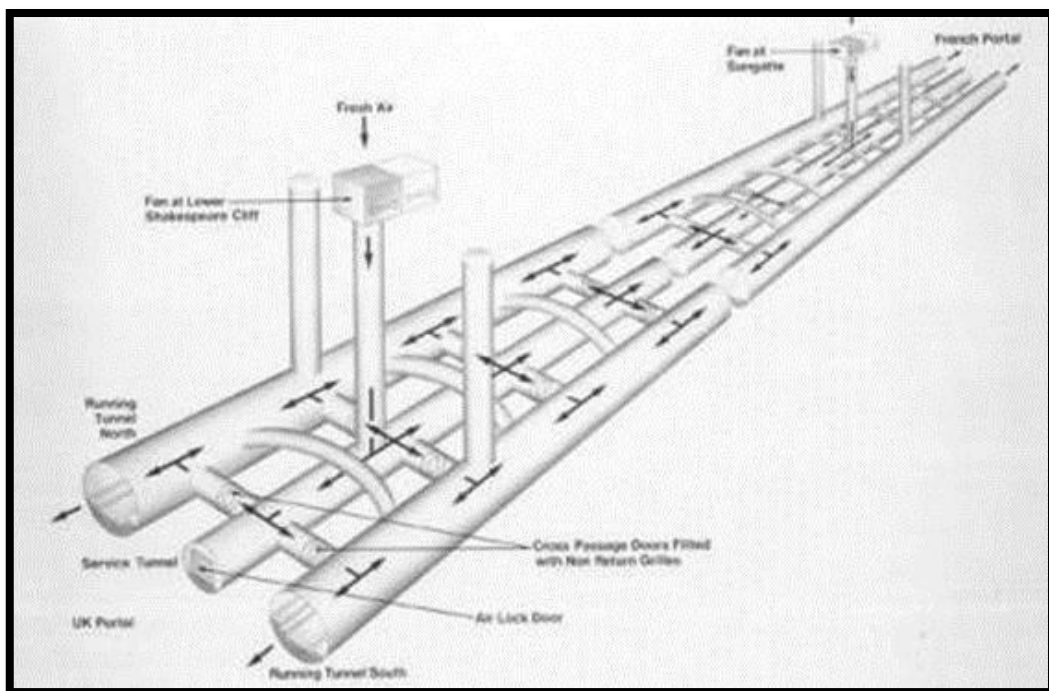 Fan at
Sangatte
French Portal
Fresh Air
Fan at Lower
Shakespeare Cliff
Running
Tunnel
North
Cross Passage Doors Fitted
with Non Return Grilles
Service Tunnel
Air Lock Door
UK Portal
Running Tunnel South